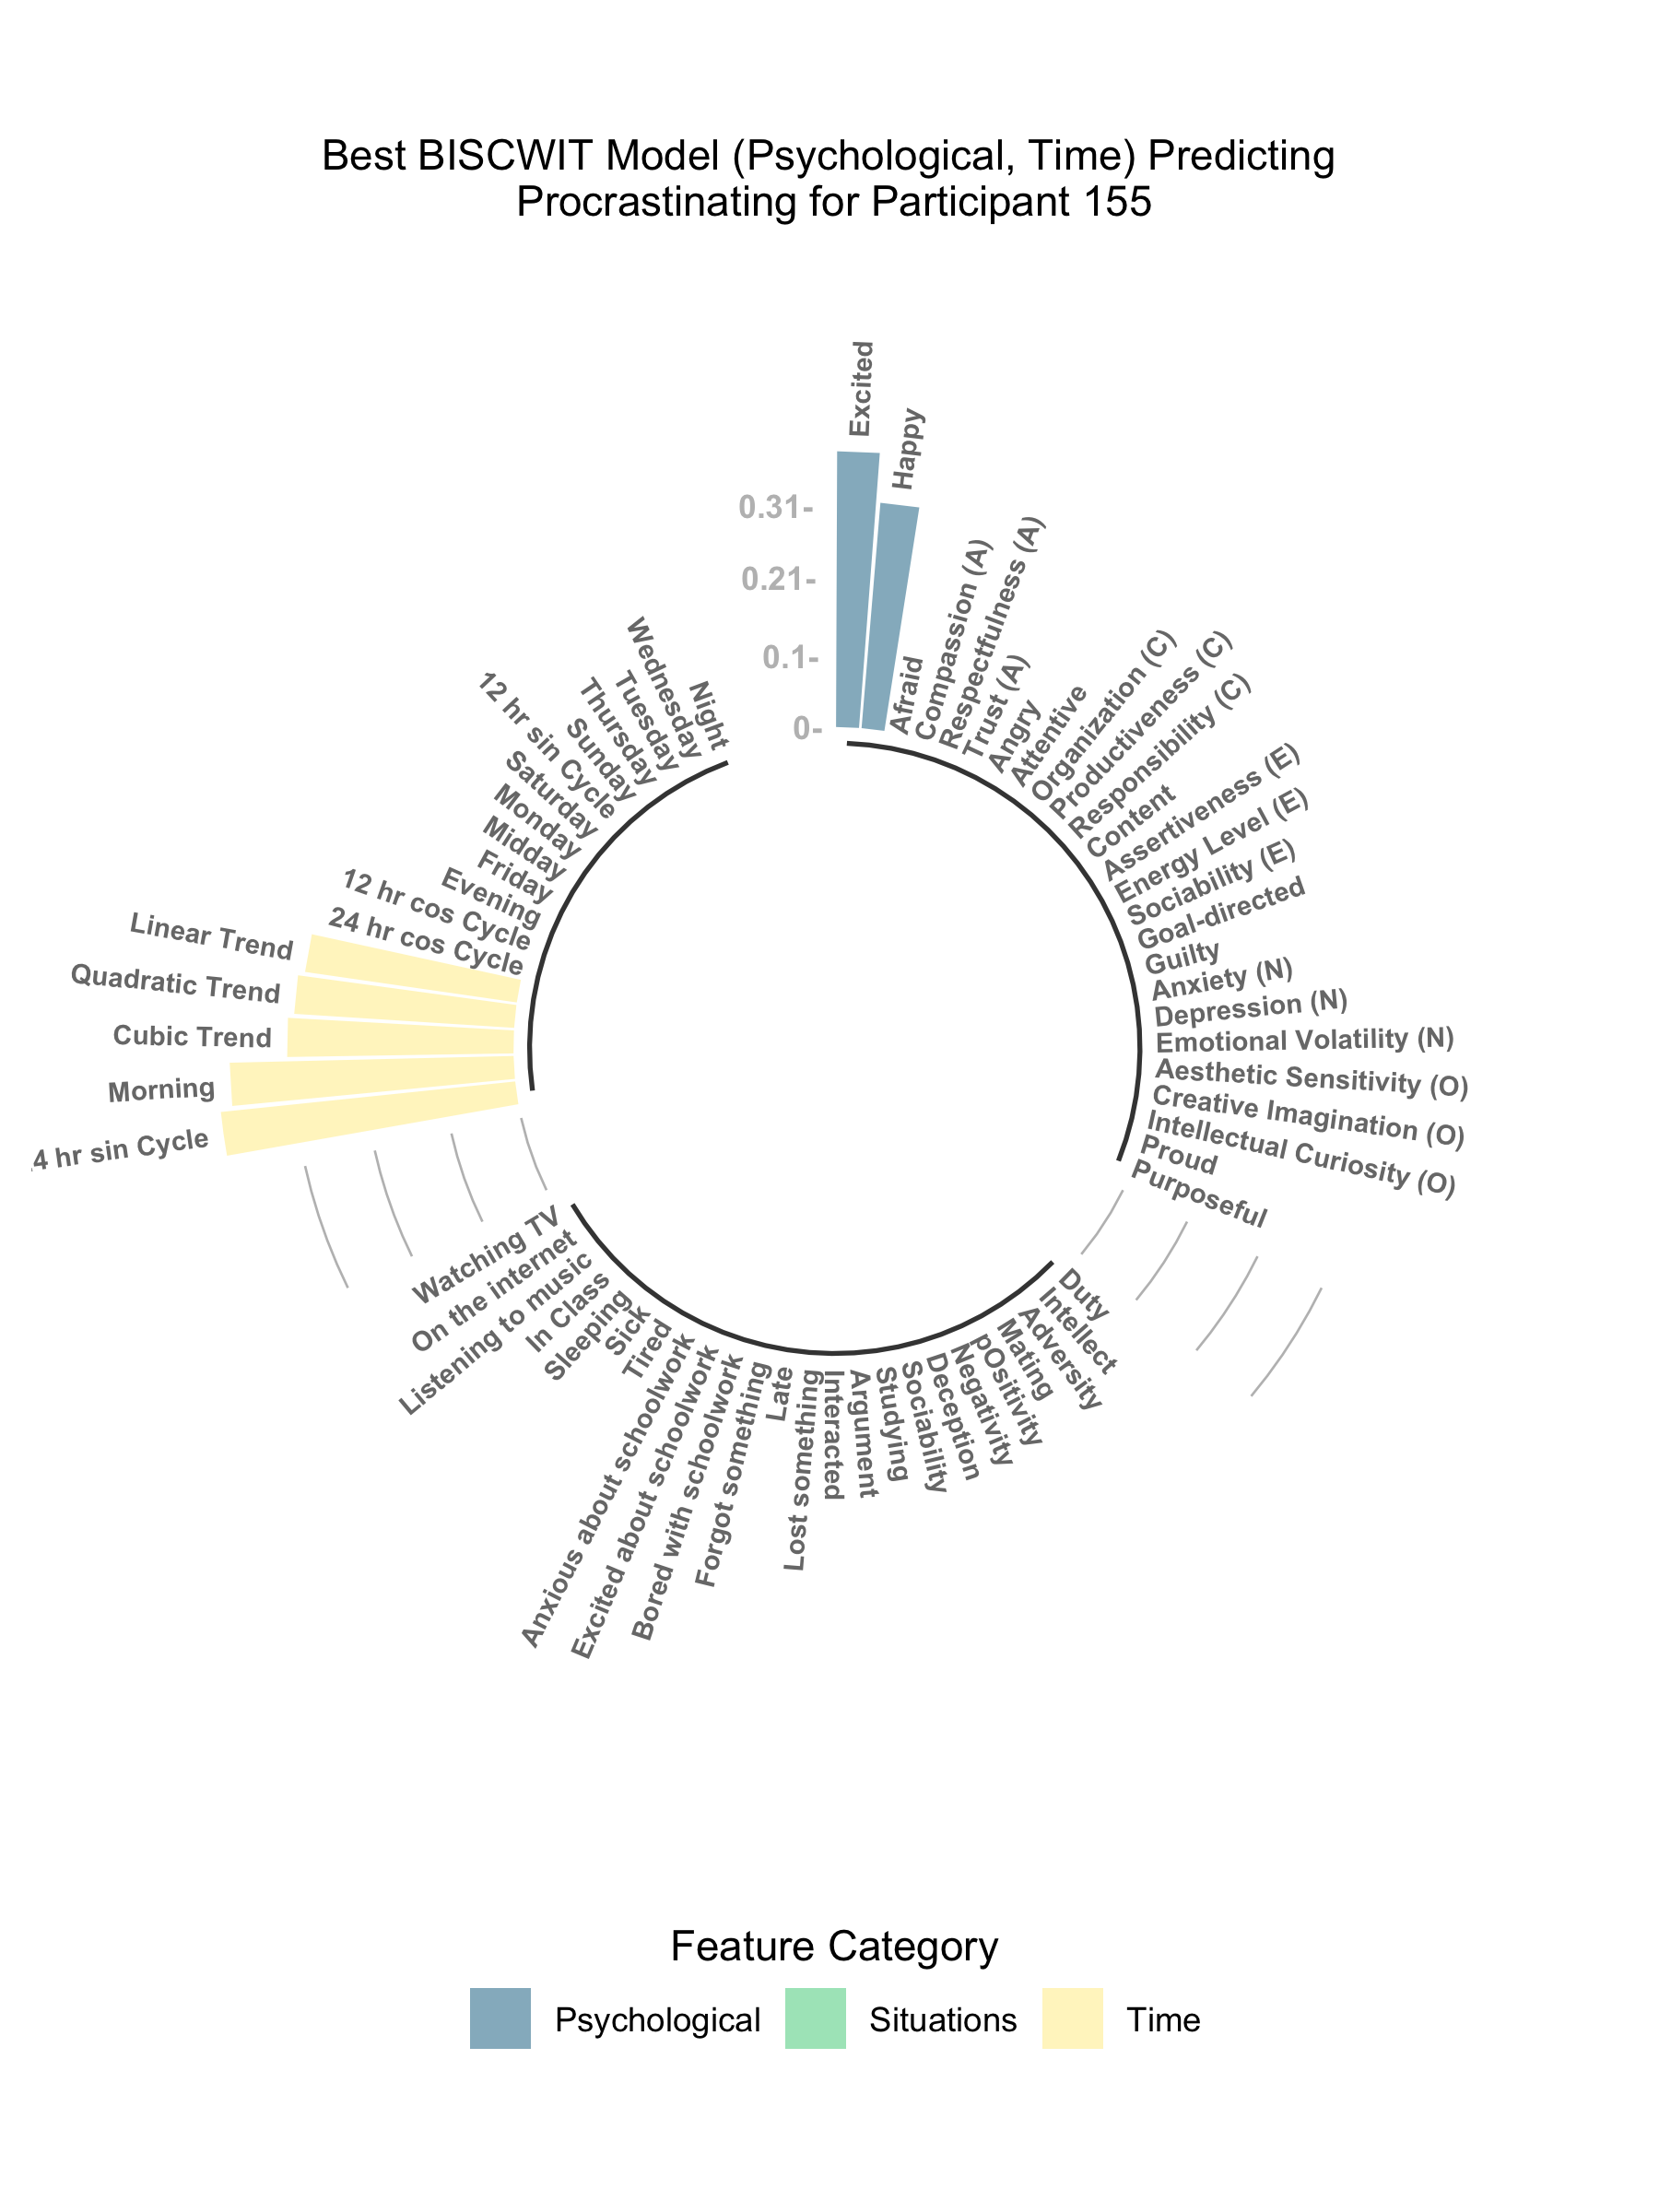 Best BISCWIT Model (Psychological, Time) Predicting
Procrastinating for Participant 155
Excited
Happy
Afraid
Compassion (A)
Respectfulness (A)
Trust (A)
Angry
Attentive
Organization (C)
Productiveness (C)
Responsibility (C)
Content
Assertiveness (E)
Energy Level (E)
Sociability (E)
Goal-directed
Guilty
Anxiety (N)
Depression (N)
Emotional Volatility (N)
Aesthetic Sensitivity (O)
Creative Imagination (O)
Intellectual Curiosity (O)
Proud
Purposeful
Duty
Intellect
Adversity
Mating
pOsitivity
Negativity
Deception
Sociability
Studying
Argument
Interacted
Lost something
Late
Forgot something
Bored with schoolwork
Excited about schoolwork
Anxious about schoolwork
Tired
Sick
Sleeping
In Class
Listening to music
On the internet
Watching TV
4 hr sin Cycle
Morning
Cubic Trend
Quadratic Trend
Linear Trend
24 hr cos Cycle
12 hr cos Cycle
Evening
Friday
Midday
Monday
Saturday
12 hr sin Cycle
Sunday
Thursday
Tuesday
Wednesday
Night
0.31-
0.21-
0.1-
0-
Feature Category
Psychological
Situations
Time